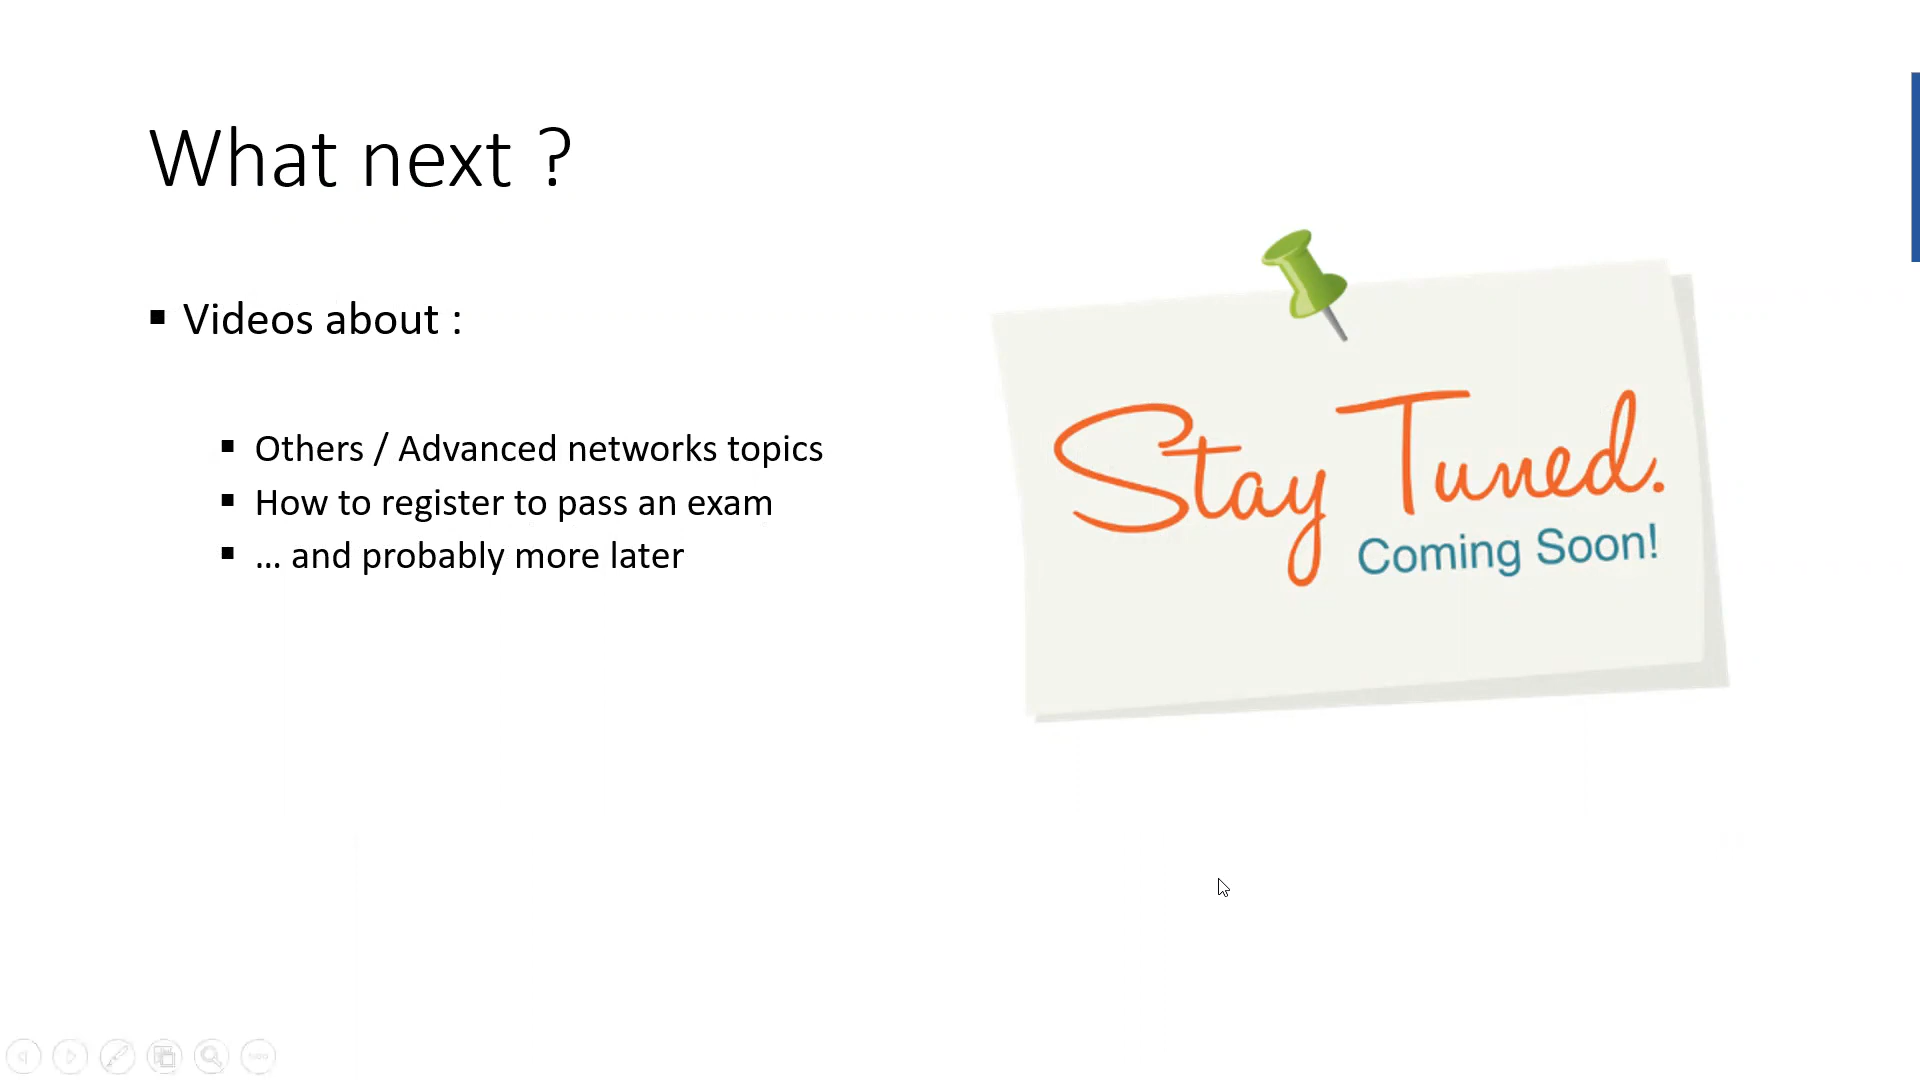 What next ?
Videos about :
Others / Advanced networks topics
How to register to pass an exam
... and probably more later
Stay Tuned.
Coming Soon!